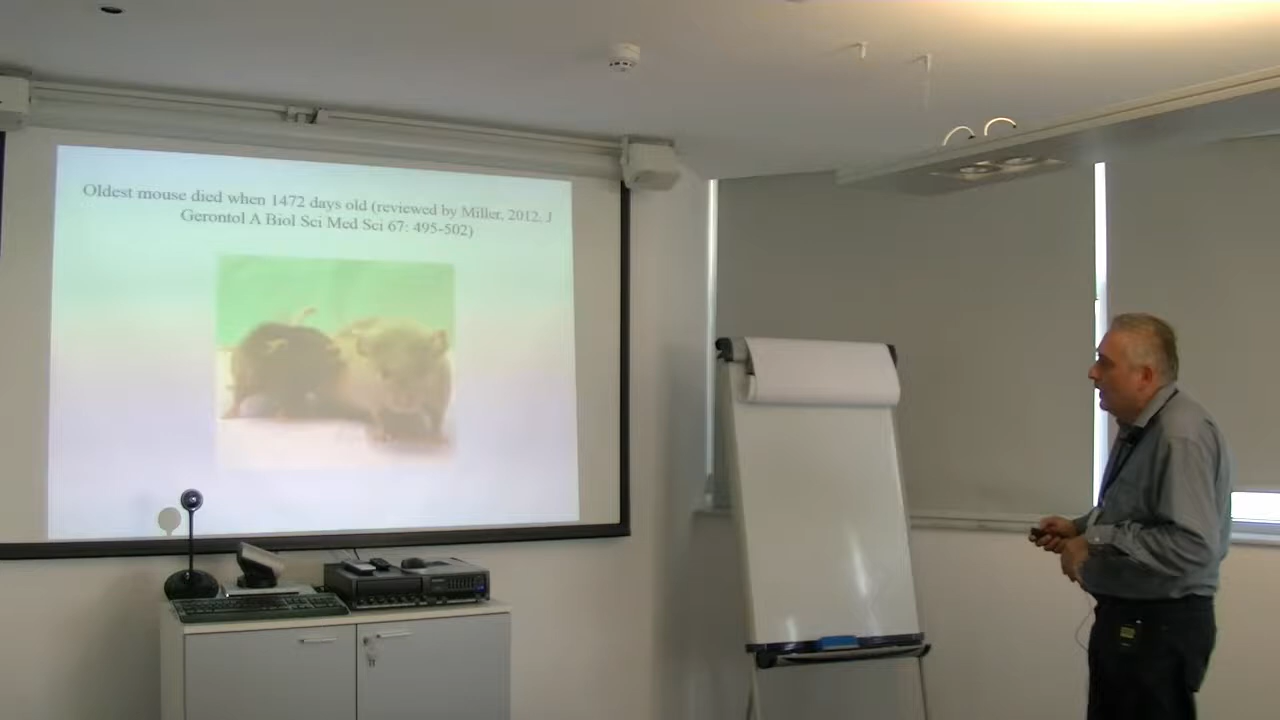 Oldest mouse died when 1472 days old (reviewed by Miller, 2012, J
Gerontol A Biol Sci Med Sci 67: 495-502)